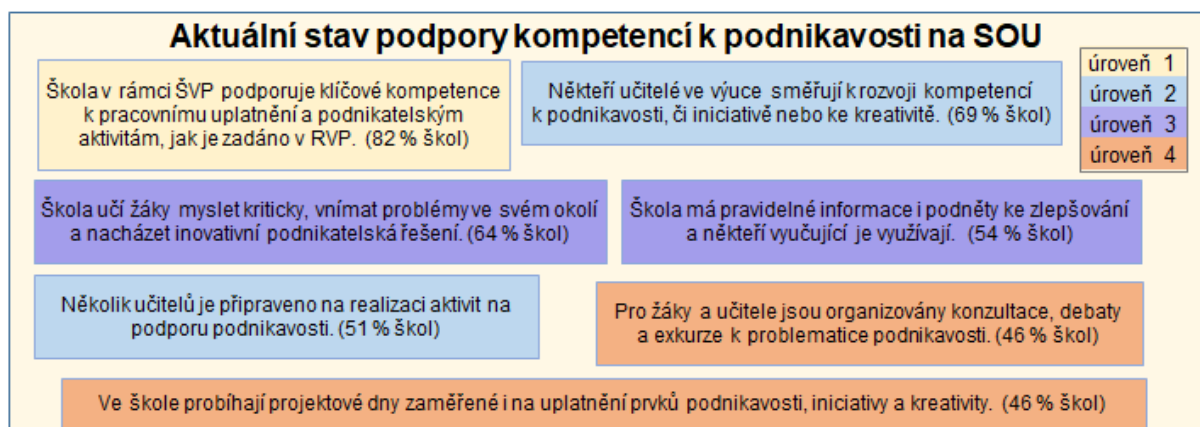 Aktuální stav podpory kompetencí k podnikavosti na SOU
Škola v rámci ŠVP podporuje klíčové kompetence
k pracovnímu uplatnění a podnikatelským
aktivitám, jak je zadáno v RVP. (82 % škol)
Někteří učitelé ve výuce směřují k rozvoji kompetencí
k podnikavosti, či iniciativě nebo ke kreativitě. (69 % škol)
úroveň 1
úroveň 2
úroveň 3
úroveň 4
Škola učí žáky myslet kriticky, vnímat problémy ve svém okolí
a nacházet inovativní podnikatelská řešení. (64 % škol)
Škola má pravidelné informace i podněty ke zlepšování
a někteří vyučující je využívají. (54 % škol)
Několik učitelů je připraveno na realizaci aktivit na
podporu podnikavosti. (51 % škol)
Pro žáky a učitele jsou organizovány konzultace, debaty
a exkurze k problematice podnikavosti. (46 % škol)
Ve škole probíhají projektové dny zaměřené i na uplatnění prvků podnikavosti, iniciativy a kreativity. (46 % škol)